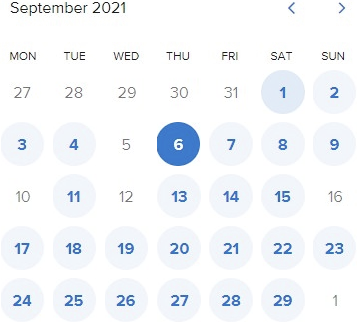 September 2021
MON TUE WED THU FRI SAT SUN
27 28 29 30 31 1 2
3 4 5 6 7 8 9
10 11 12 13 14 15 16
17 18 19 20 21 22 23
24 25 26 27 28 29 1